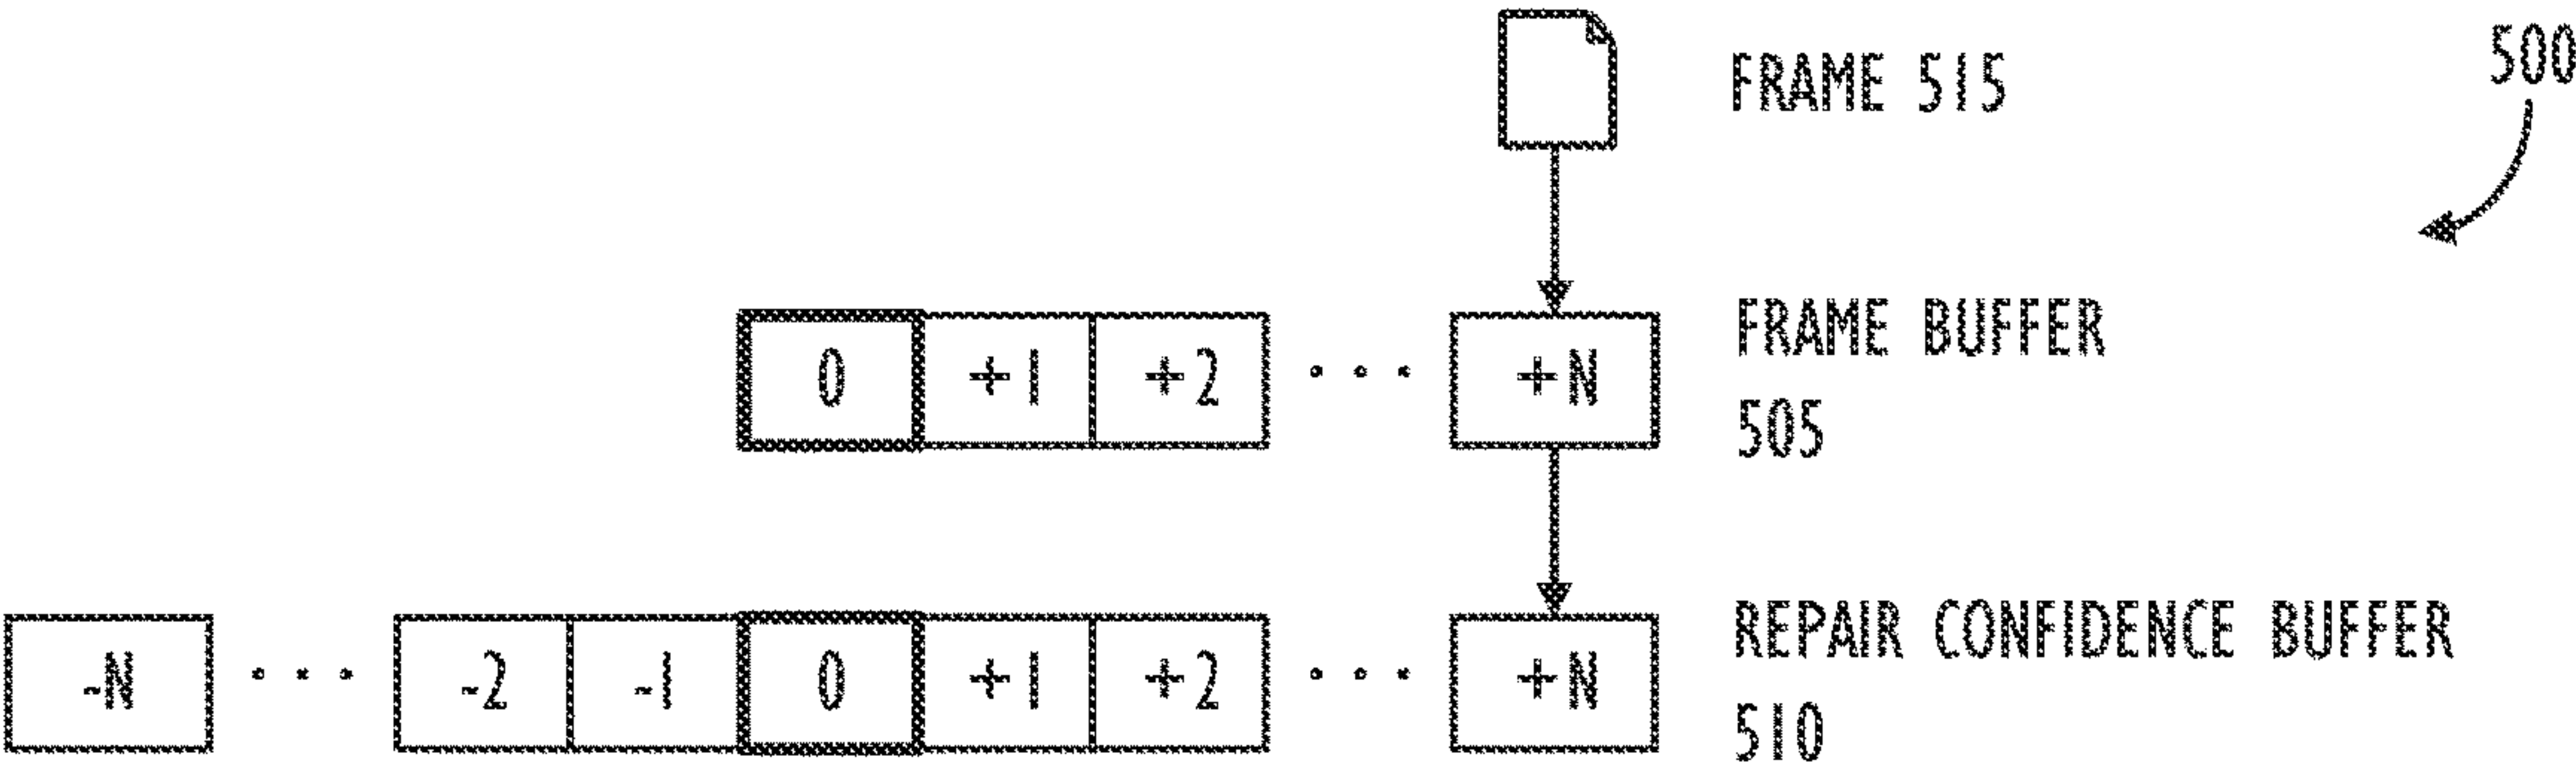 FRAME 515
500
0 +1 +2 • • • +N
FRAME BUFFER
505
-N • • • -2 -1 0 +1 +2 • • • +N
REPAIR CONFIDENCE BUFFER
510